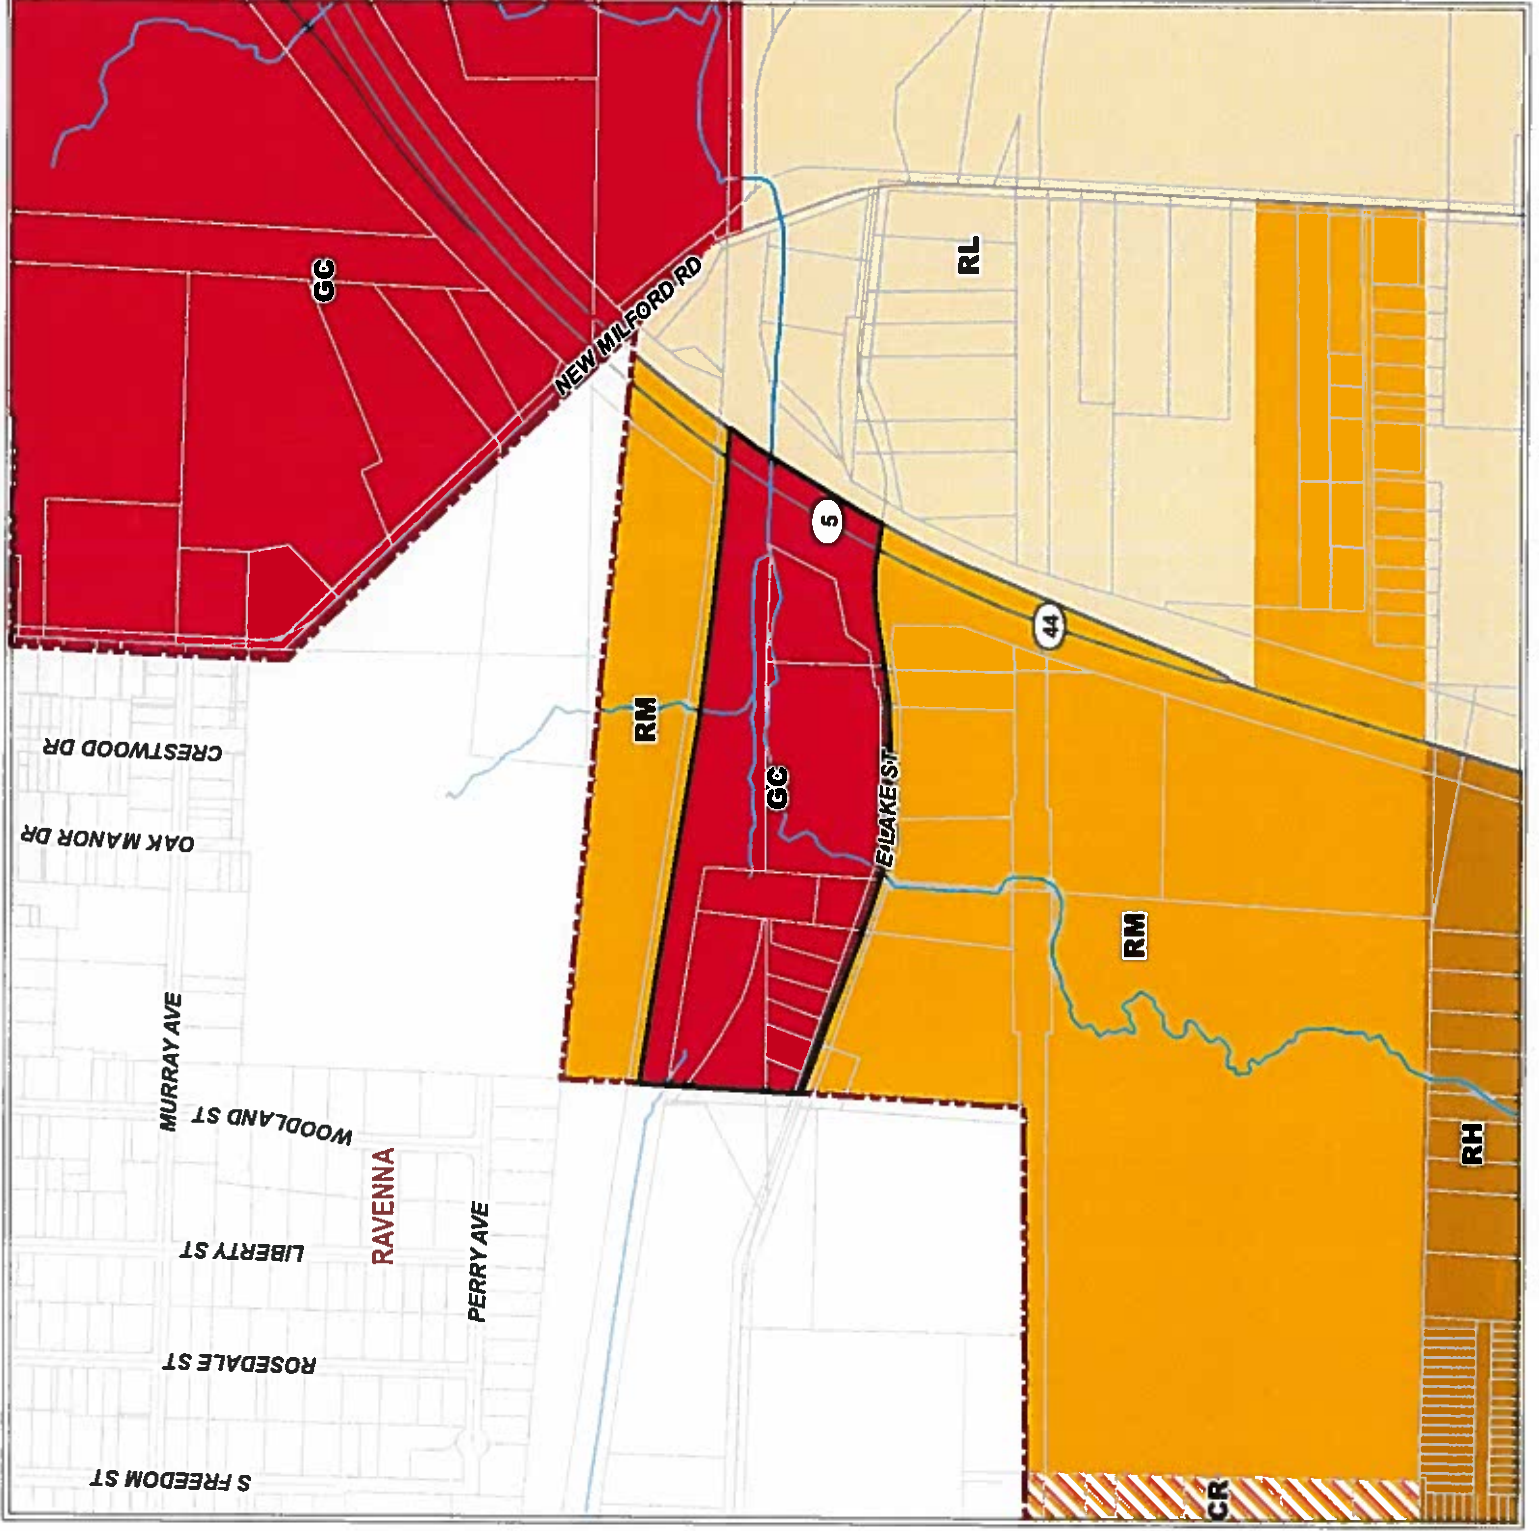 GC
NEW MILFORD RD
RL
5
44
RM
GC
E LAKE ST
CRESTWOOD DR
OAK MANOR DR
MURRAY AVE
WOODLAND ST
RAVENNA
LIBERTY ST
PERRY AVE
ROSEDALE ST
S FREEDOM ST
RM
RH
CR